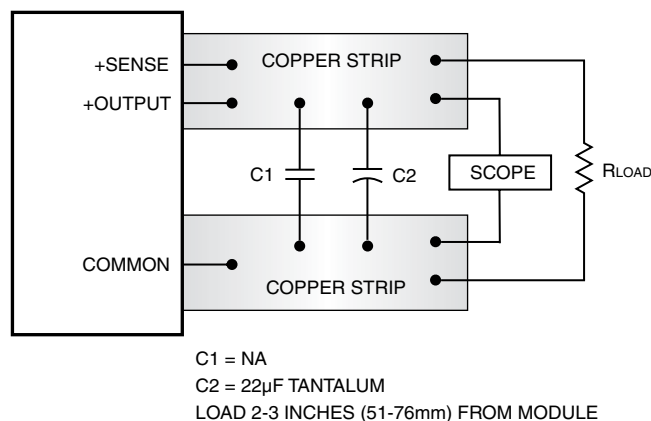 +SENSE
COPPER STRIP
+OUTPUT
C1
C2
SCOPE
RLOAD
COMMON
COPPER STRIP
C1 = NA
C2 = 22µF TANTALUM
LOAD 2-3 INCHES (51-76mm) FROM MODULE